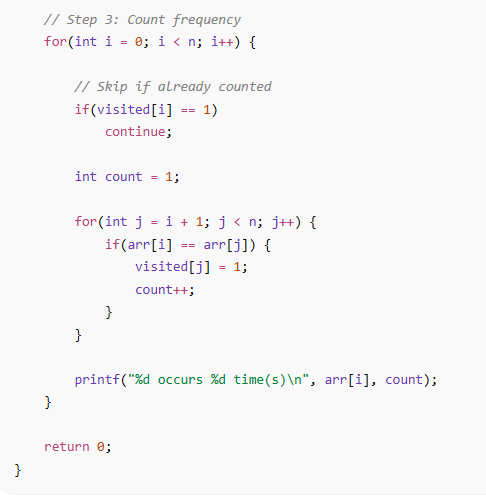 // Step 3: Count frequency
for(int i = 0; i < n; i++) {
// Skip if already counted
if(visited[i] == 1)
continue;
int count = 1;
for(int j = i + 1; j < n; j++) {
if(arr[i] == arr[j]) {
visited[j] = 1;
count++;
}
}
printf("%d occurs %d time(s)\n", arr[i], count);
}
return 0;
}